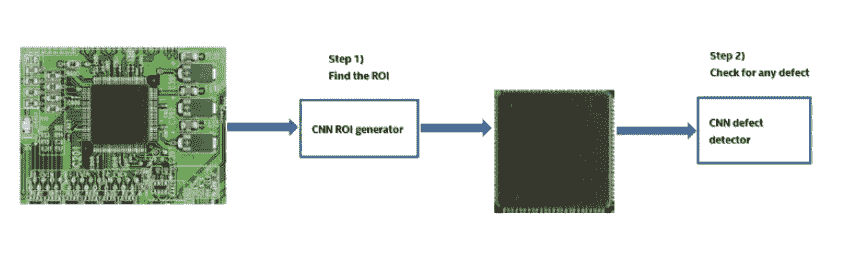 Step 1)
Find the ROI
CNN ROI generator
Step 2)
Check for any defect
CNN defect
detector